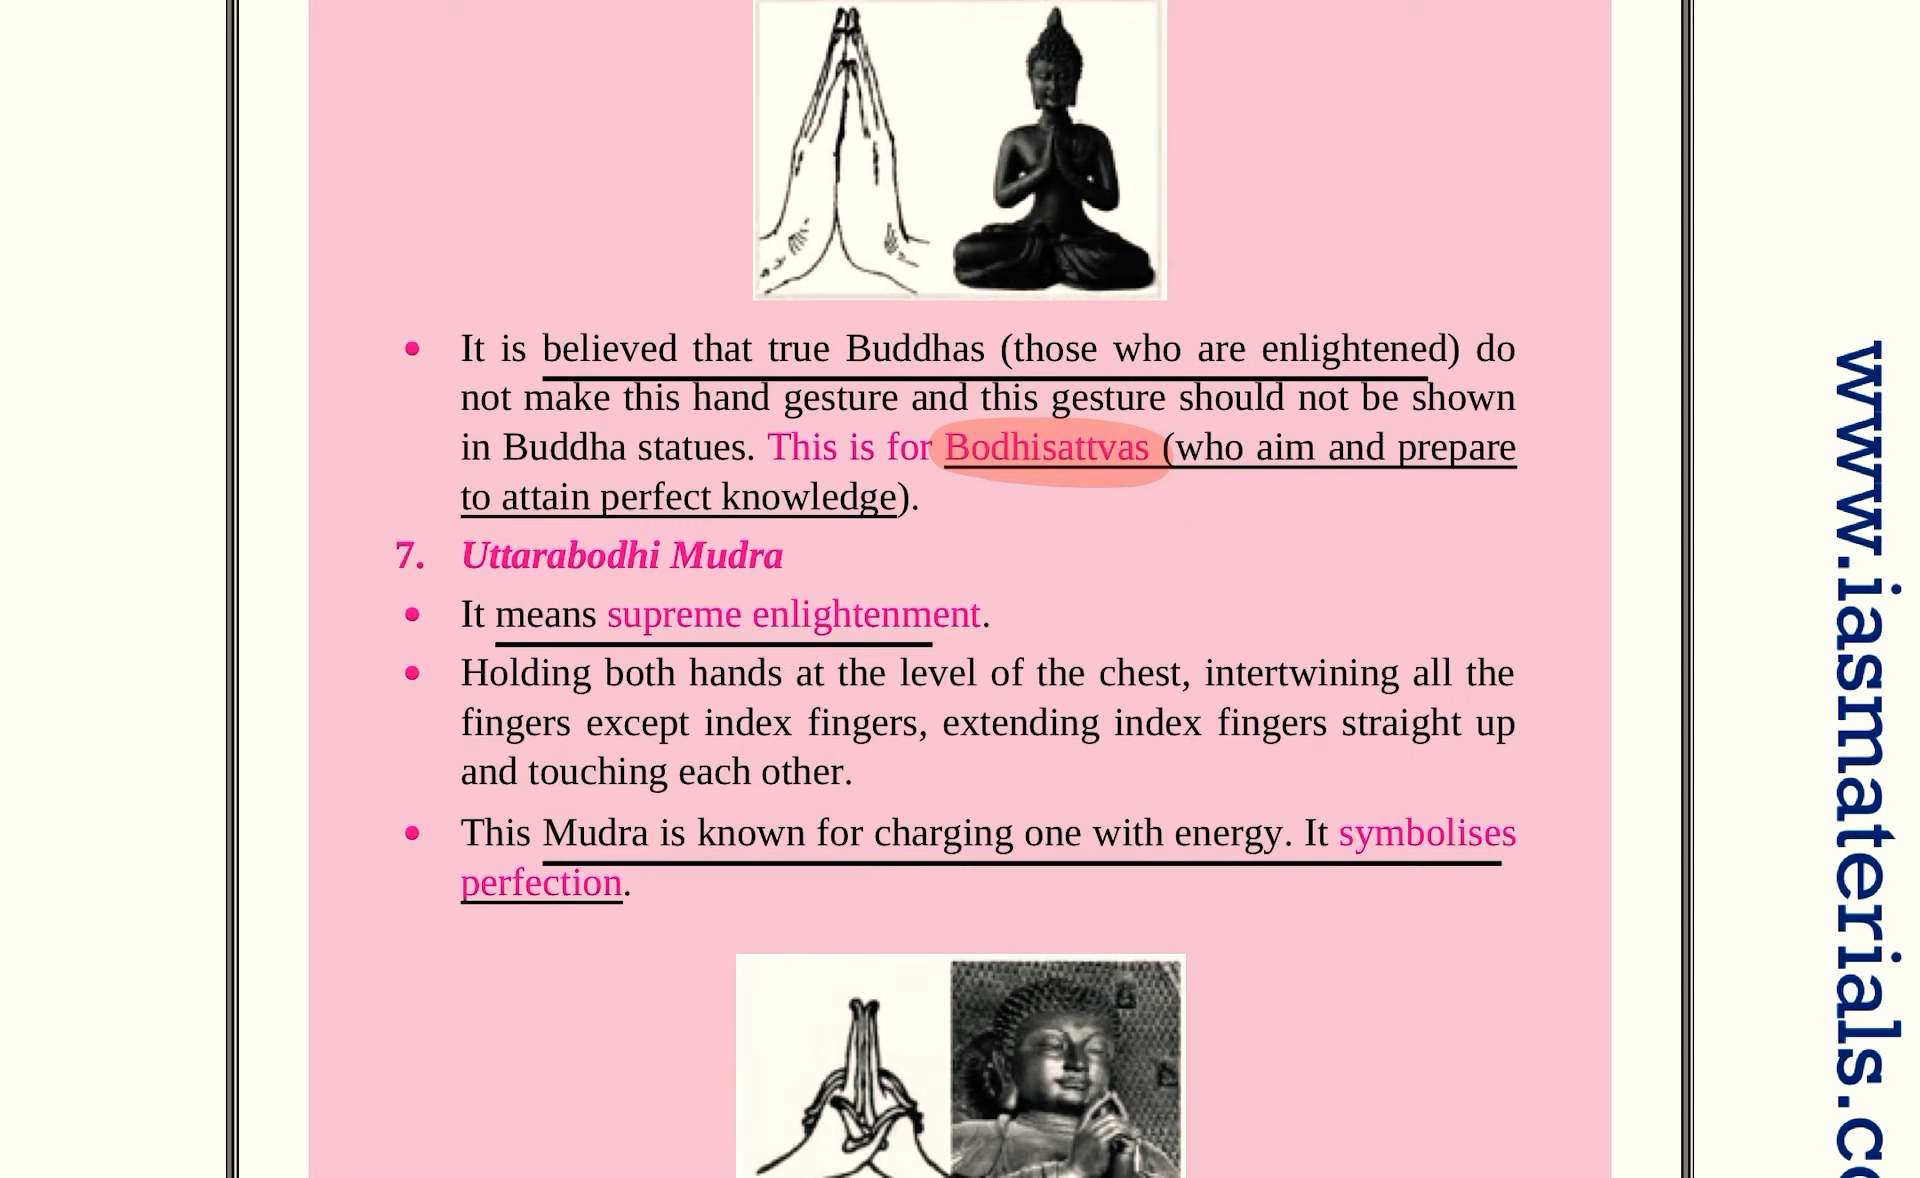 • It is believed that true Buddhas (those who are enlightened) do
not make this hand gesture and this gesture should not be shown
in Buddha statues. This is for Bodhisattvas (who aim and prepare
to attain perfect knowledge).
7. Uttarabodhi Mudra
• It means supreme enlightenment.
• Holding both hands at the level of the chest, intertwining all the
fingers except index fingers, extending index fingers straight up
and touching each other.
• This Mudra is known for charging one with energy. It symbolises
perfection.
www.iasmaterials.co